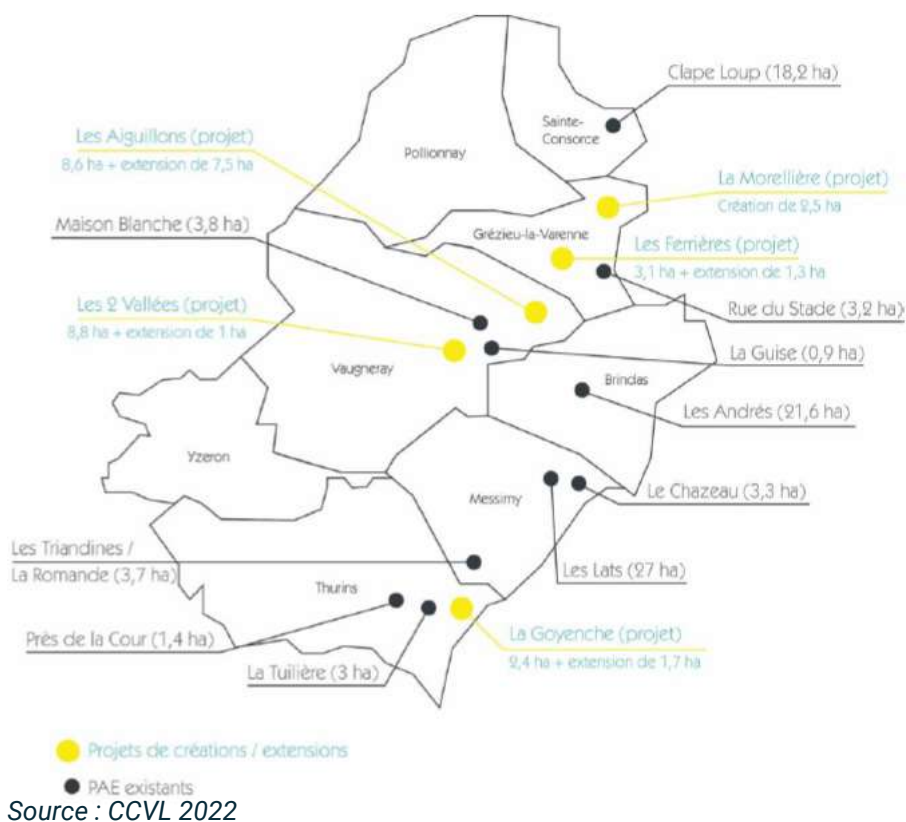 Clape Loup (18,2 ha)
Sainte-
Consorce
Les Aiguillons (projet)
8,6 ha + extension de 7,5 ha
Pollionnay
La Morellière (projet)
Création de 2,5 ha
Maison Blanche (3,8 ha)
Grézieu-la-Varenne
Les Ferrières (projet)
3,1 ha + extension de 1,3 ha
Les 2 Vallées (projet)
8,8 ha + extension de 1 ha
Rue du Stade (3,2 ha)
La Guise (0,9 ha)
Vaugneray
Brindas
Les Andrés (21,6 ha)
Yzeron
Messimy
Le Chazeau (3,3 ha)
Les Triandines /
La Romande (3,7 ha)
Les Lats (27 ha)
Thurins
Près de la Cour (1,4 ha)
La Goyenche (projet)
2,4 ha + extension de 1,7 ha
La Tuilière (3 ha)
Projets de créations / extensions
PAE existants
Source : CCVL 2022